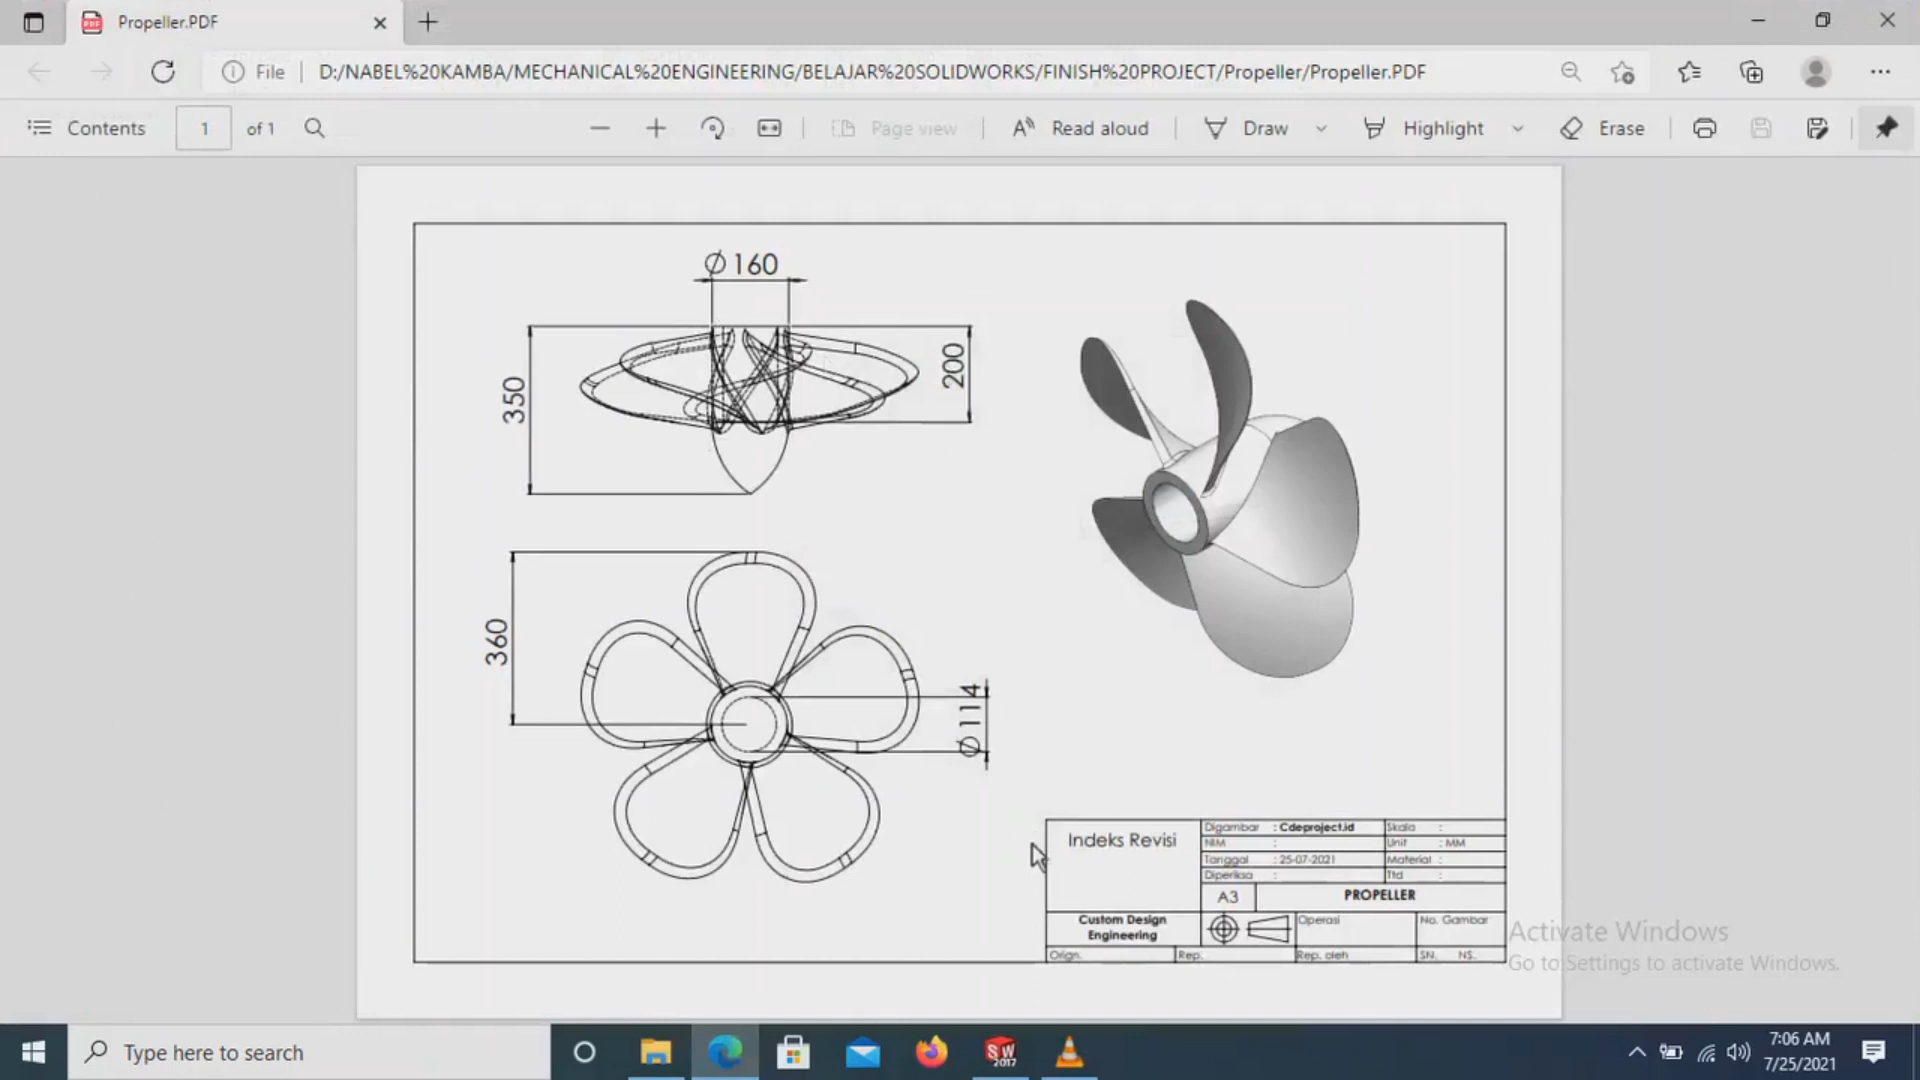 Propeller.PDF
File D:/NABEL%20KAMBA/MECHANICAL%20ENGINEERING/BELAJAR%20SOLIDWORKS/FINISH%20PROJECT/Propeller/Propeller.PDF
Contents 1 of 1 Page view Read aloud Draw Highlight Erase
Ø 160
350
200
360
Ø 114
Indeks Revisi
Digambar : Cdeproject.id Skala :
NIM : Unit : MM
Tanggal : 25-07-2021 Material :
Diperiksa : Ttd :
A3 PROPELLER
Custom Design
Engineering
Operasi No. Gambar
Orign. Rep. Rep. oleh SN. NS.
Activate Windows
Go to Settings to activate Windows.
Type here to search
SW
2017
7:06 AM
7/25/2021